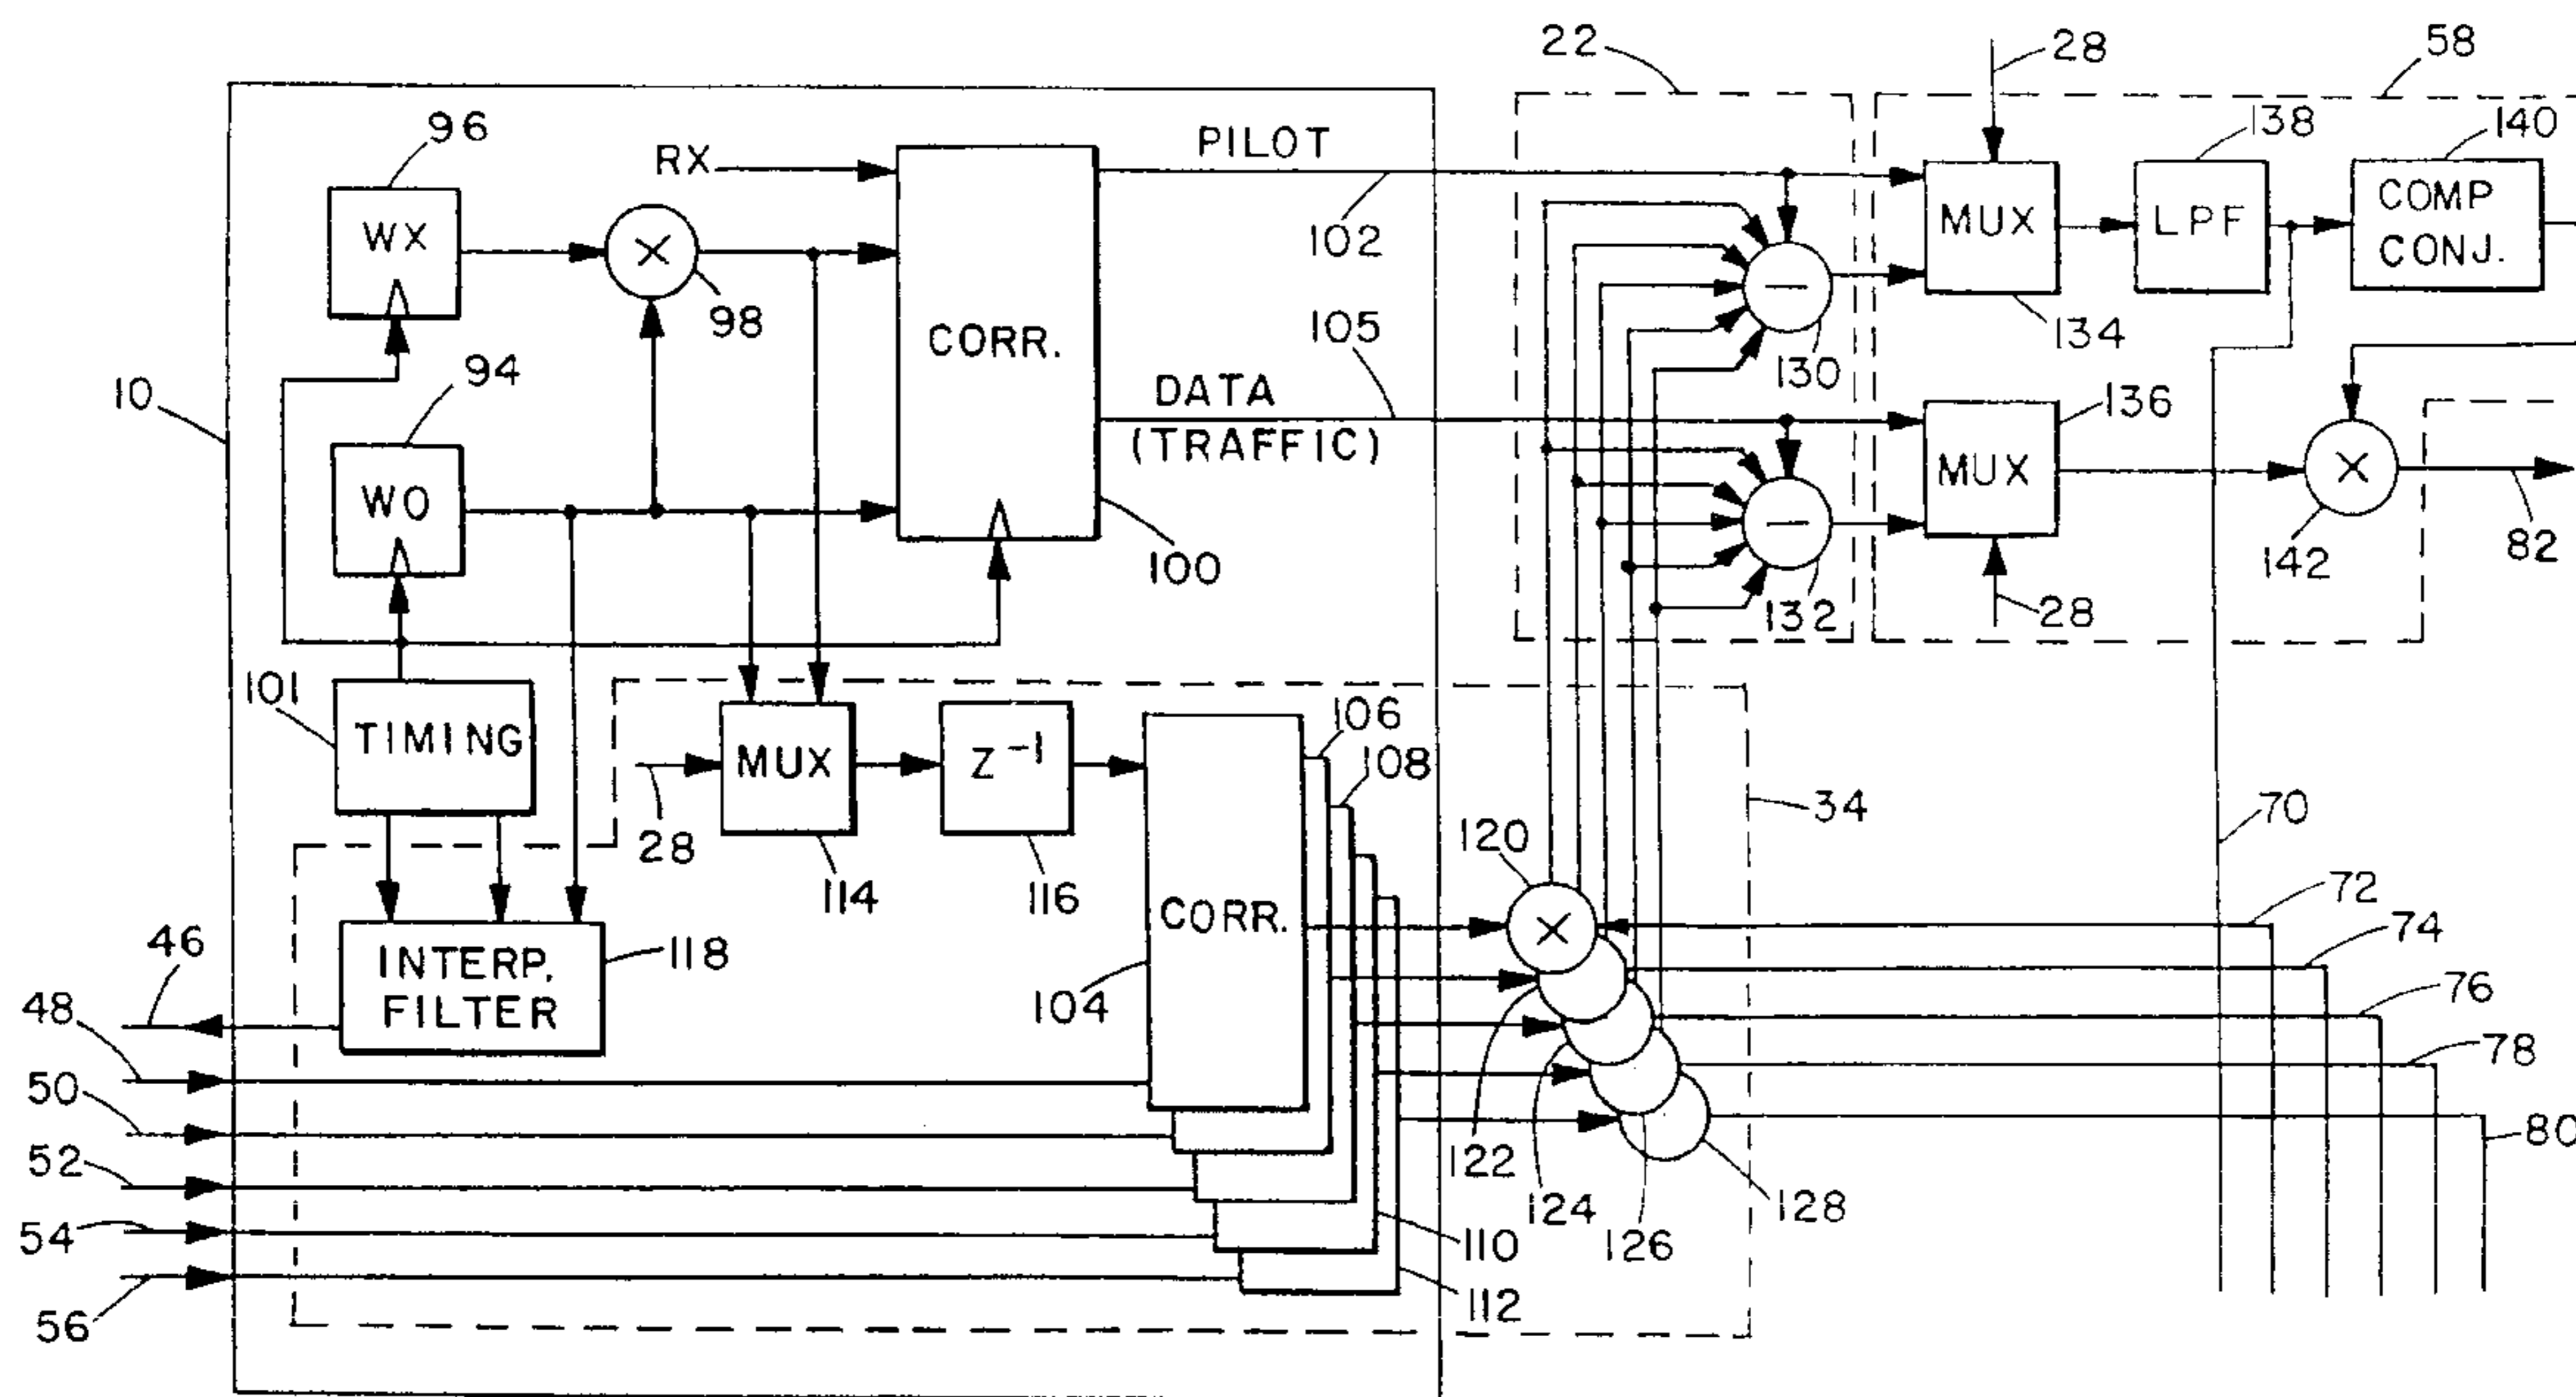 22
28
58
96
RX
PILOT
138
140
WX
×
98
102
MUX
LPF
COMP
CONJ.
134
130
CORR.
105
10
94
DATA
(TRAFFIC)
136
WO
MUX
×
142
82
100
132
28
101
TIMING
28
MUX
114
Z⁻¹
116
106
108
34
70
120
×
72
74
76
78
80
CORR.
104
46
INTERP.
FILTER
118
48
50
52
54
56
122
124
126
128
110
112